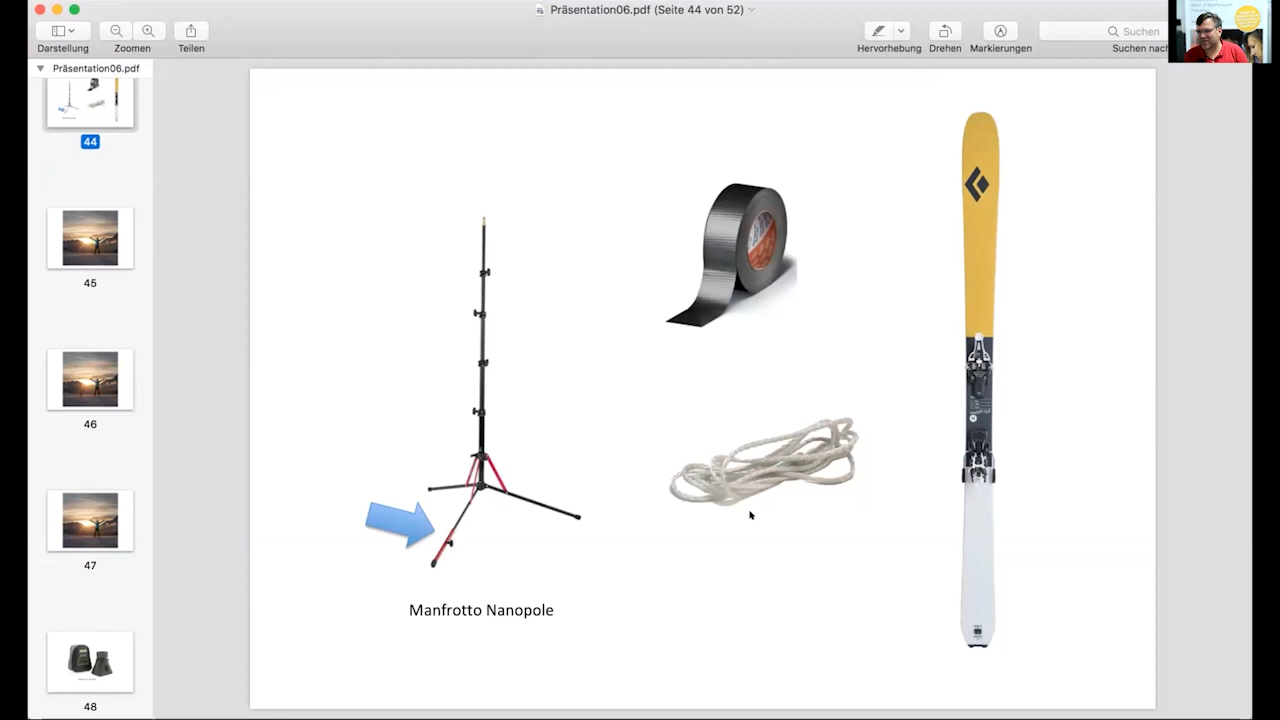 Präsentation06.pdf (Seite 44 von 52)
Darstellung
Zoomen
Teilen
Hervorhebung
Drehen
Markierungen
Suchen
Suchen nach
Präsentation06.pdf
44
45
46
47
48
Manfrotto Nanopole